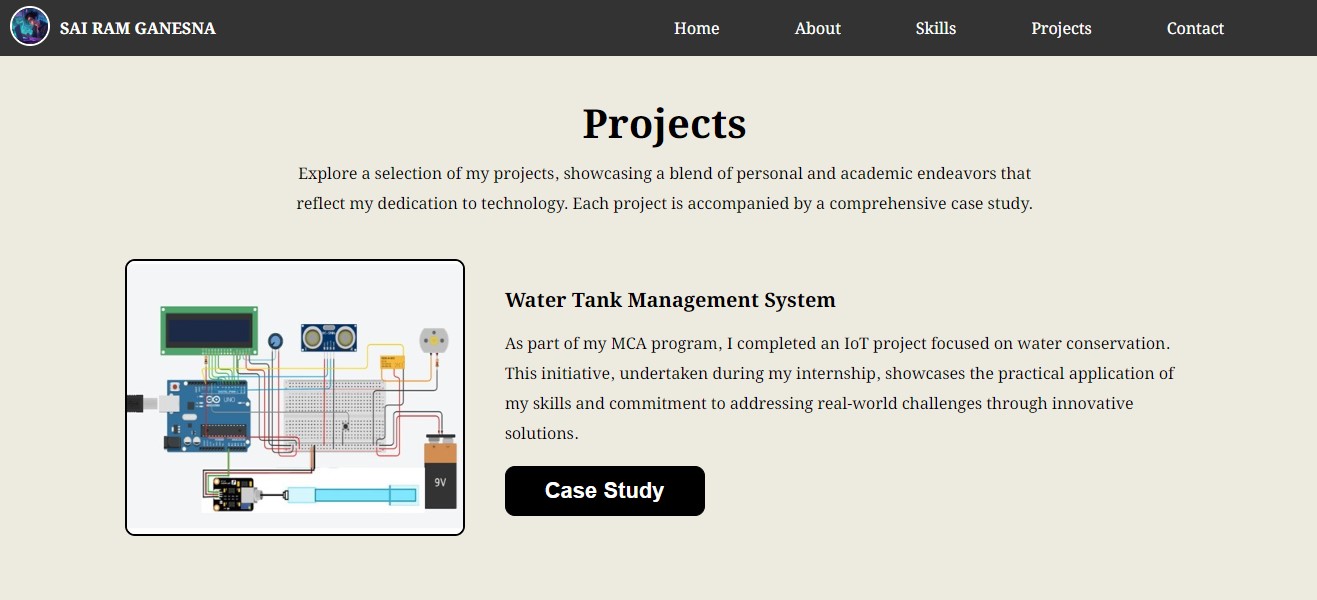 SAI RAM GANESNA
Home
About
Skills
Projects
Contact
Projects
Explore a selection of my projects, showcasing a blend of personal and academic endeavors that
reflect my dedication to technology. Each project is accompanied by a comprehensive case study.
Water Tank Management System
As part of my MCA program, I completed an IoT project focused on water conservation.
This initiative, undertaken during my internship, showcases the practical application of
my skills and commitment to addressing real-world challenges through innovative
solutions.
UNO
9V
Case Study